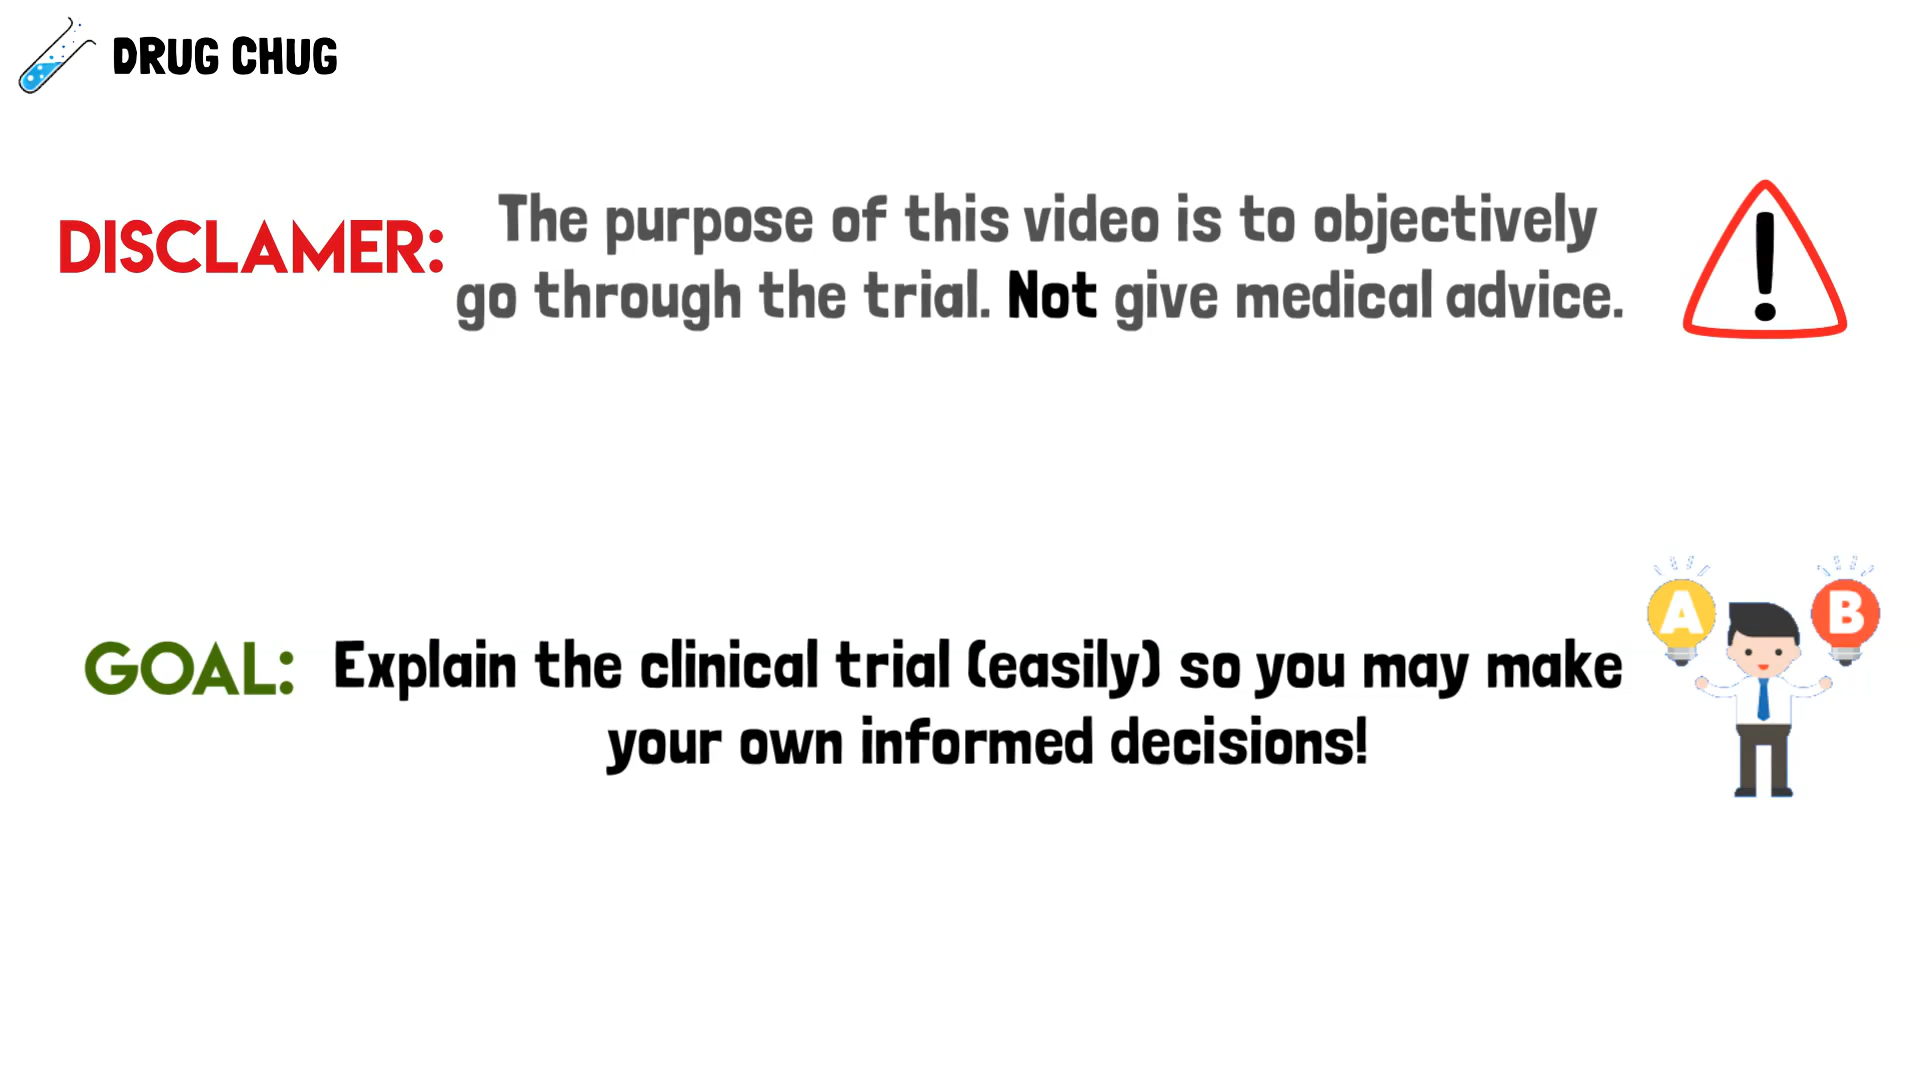 DRUG CHUG
DISCLAMER:
The purpose of this video is to objectively
go through the trial. Not give medical advice.
GOAL:
Explain the clinical trial (easily) so you may make
your own informed decisions!
A
B